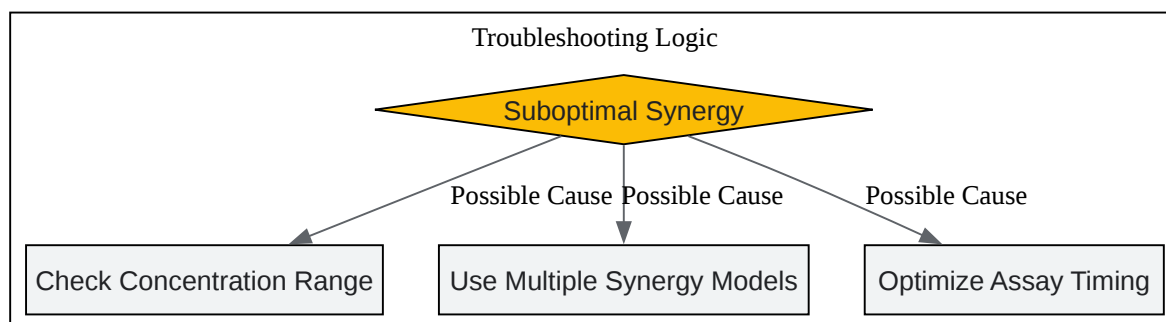 Troubleshooting Logic
Suboptimal Synergy
Possible Cause
Possible Cause
Possible Cause
Check Concentration Range
Use Multiple Synergy Models
Optimize Assay Timing